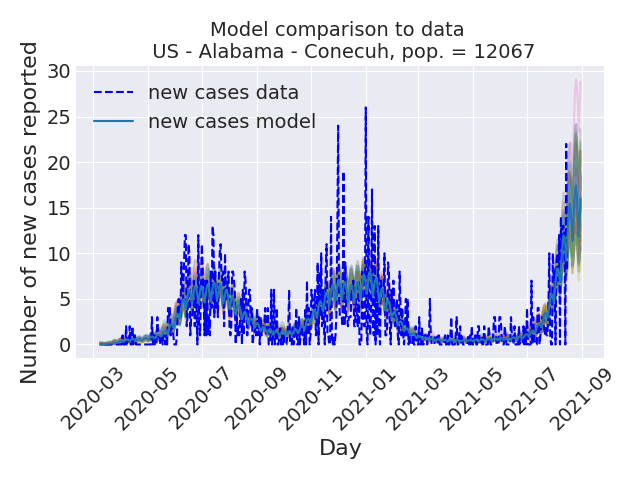 Model comparison to data
US - Alabama - Conecuh, pop. = 12067
Number of new cases reported
30
25
20
15
10
5
0
new cases data
new cases model
2020-03
2020-05
2020-07
2020-09
2020-11
2021-01
2021-03
2021-05
2021-07
2021-09
Day